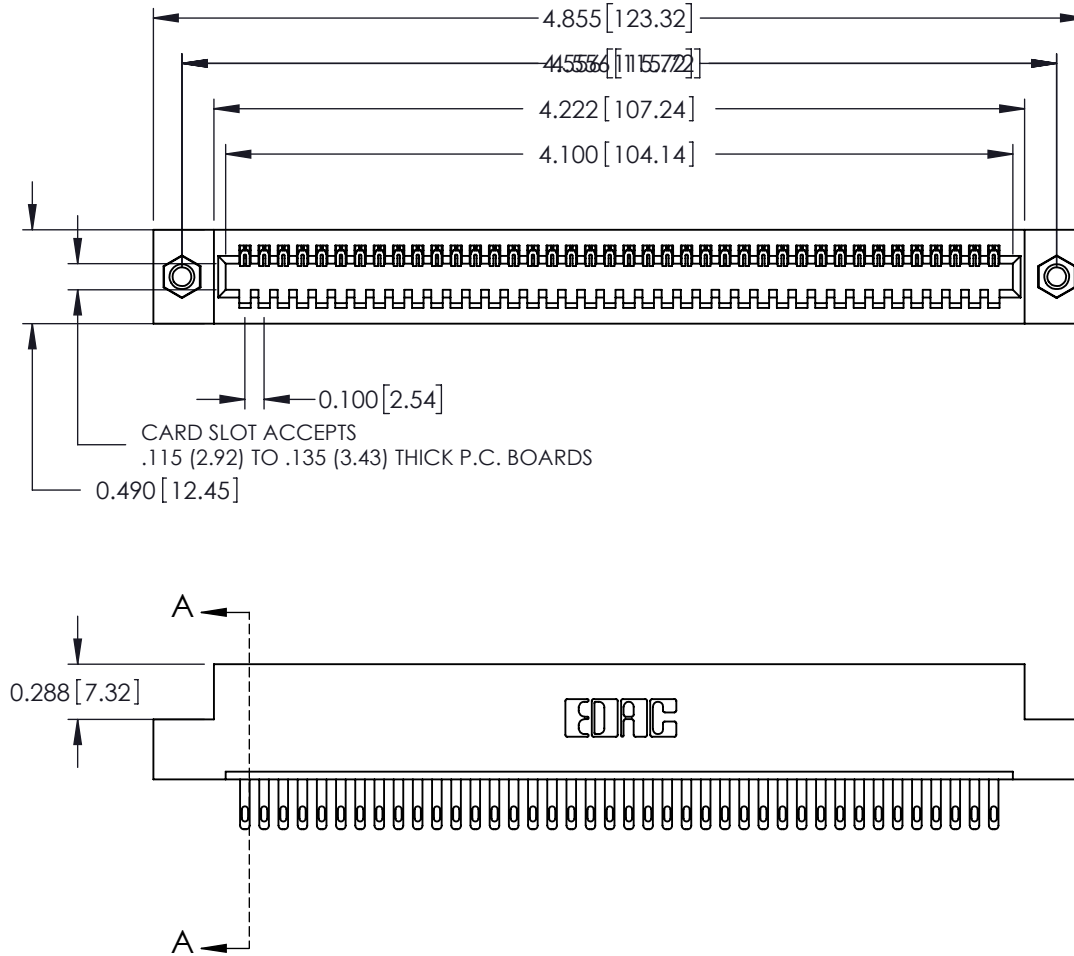 4.855[123.32]
4.222[107.24]
4.100[104.14]
0.100[2.54]
CARD SLOT ACCEPTS
.115 (2.92) TO .135 (3.43) THICK P.C. BOARDS
0.490[12.45]
A
0.288[7.32]
EDAC
A